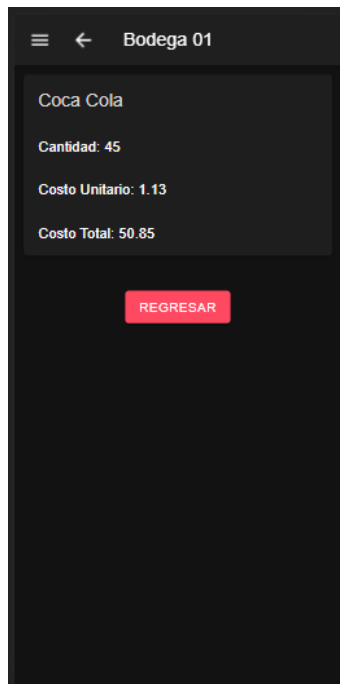 Bodega 01
Coca Cola
Cantidad: 45
Costo Unitario: 1.13
Costo Total: 50.85
REGRESAR